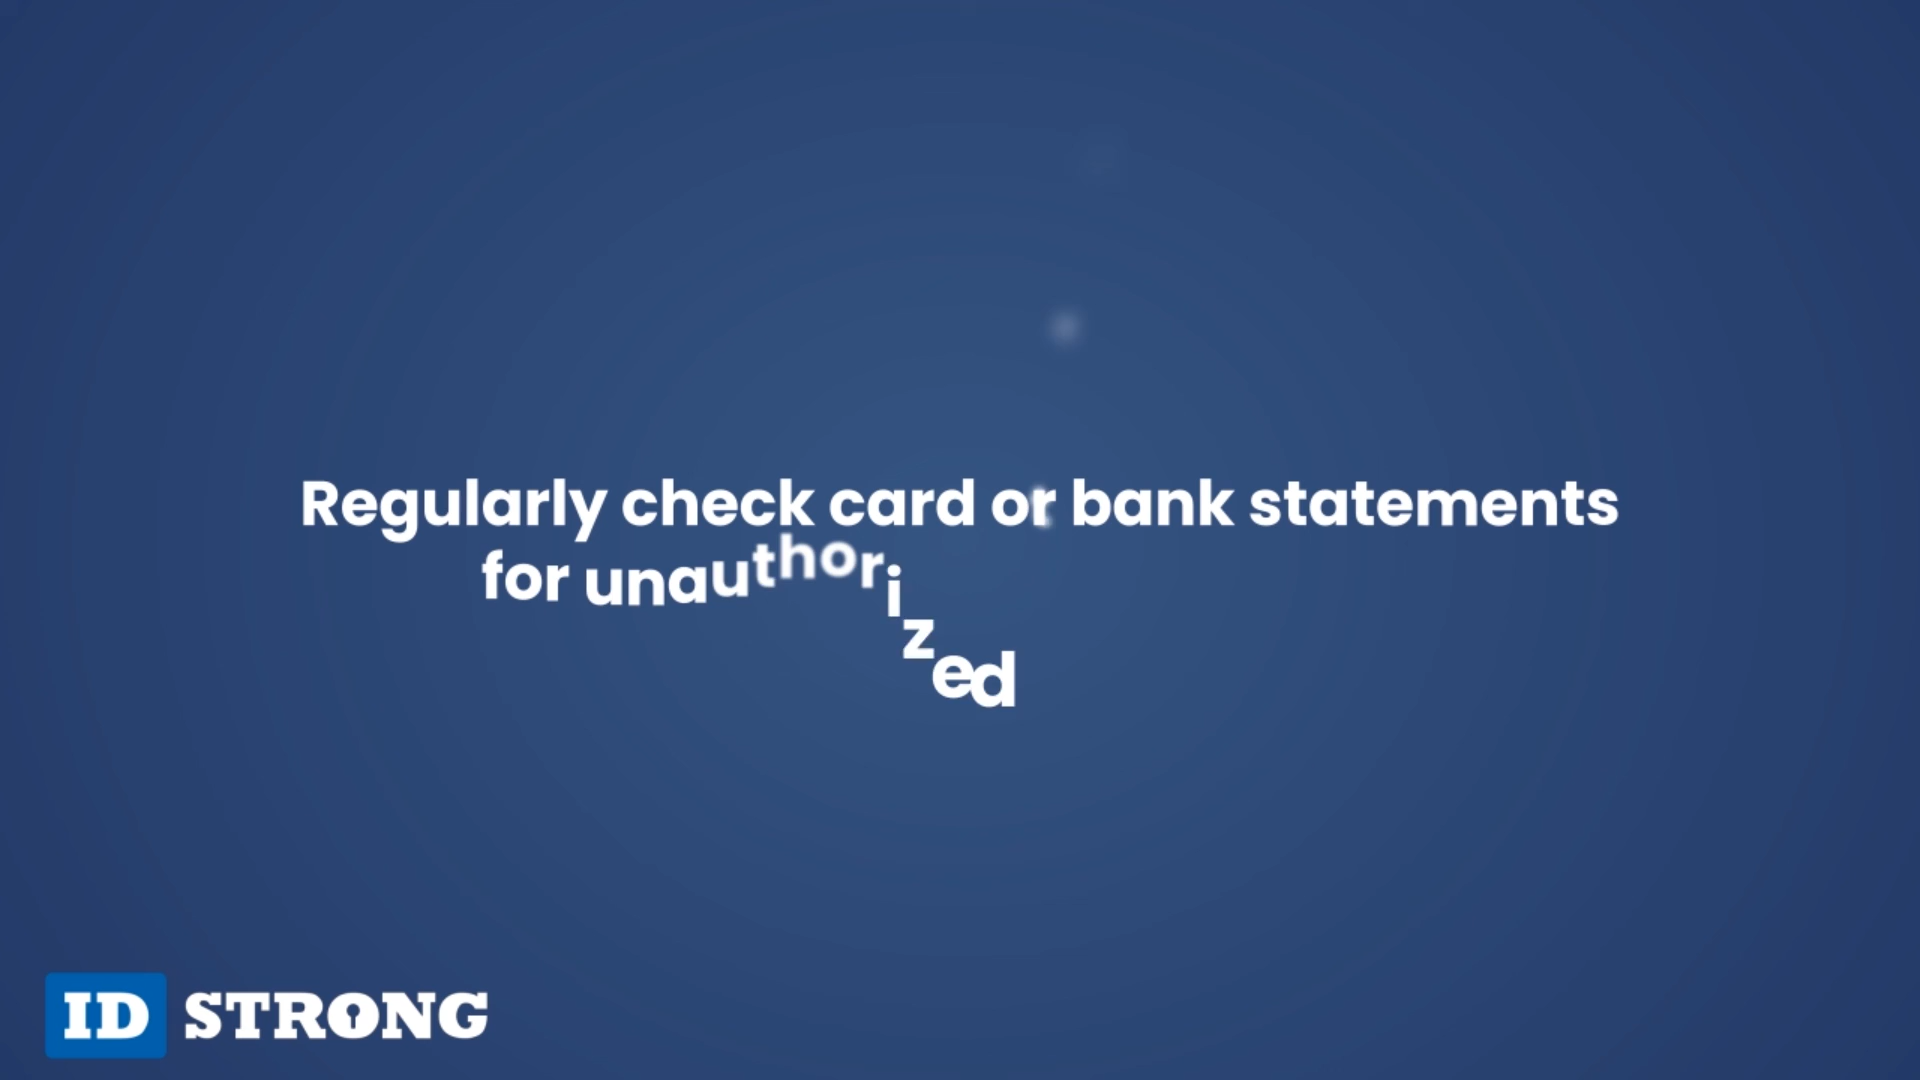 Regularly check card or bank statements
for unauthorized
ID STRONG